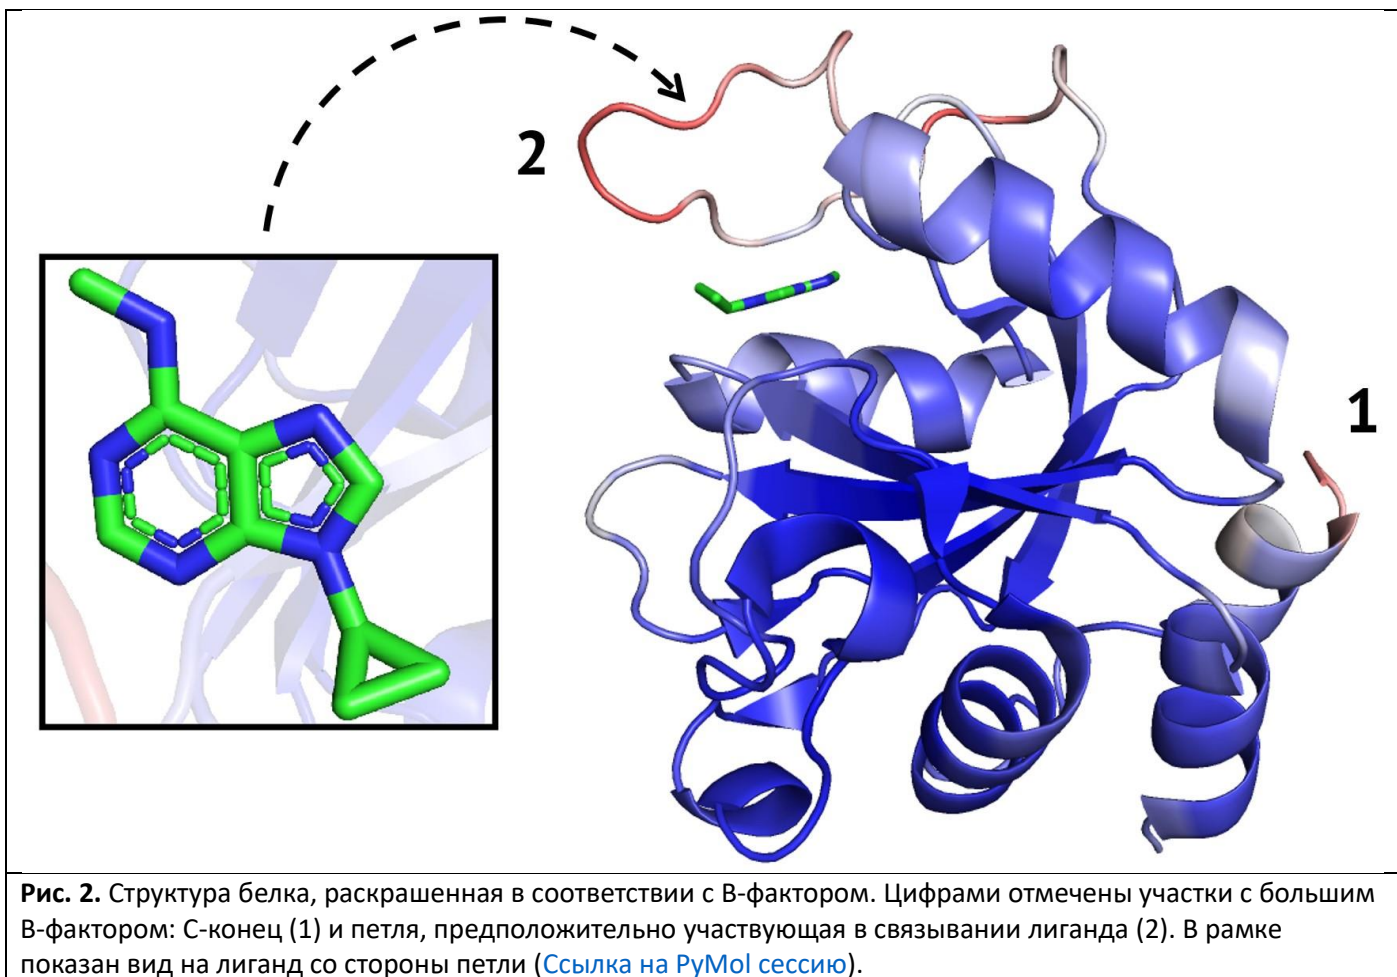 2
1
Рис. 2. Структура белка, раскрашенная в соответствии с В-фактором. Цифрами отмечены участки с большим
В-фактором: С-конец (1) и петля, предположительно участвующая в связывании лиганда (2). В рамке
показан вид на лиганд со стороны петли (Ссылка на PyMol сессию).